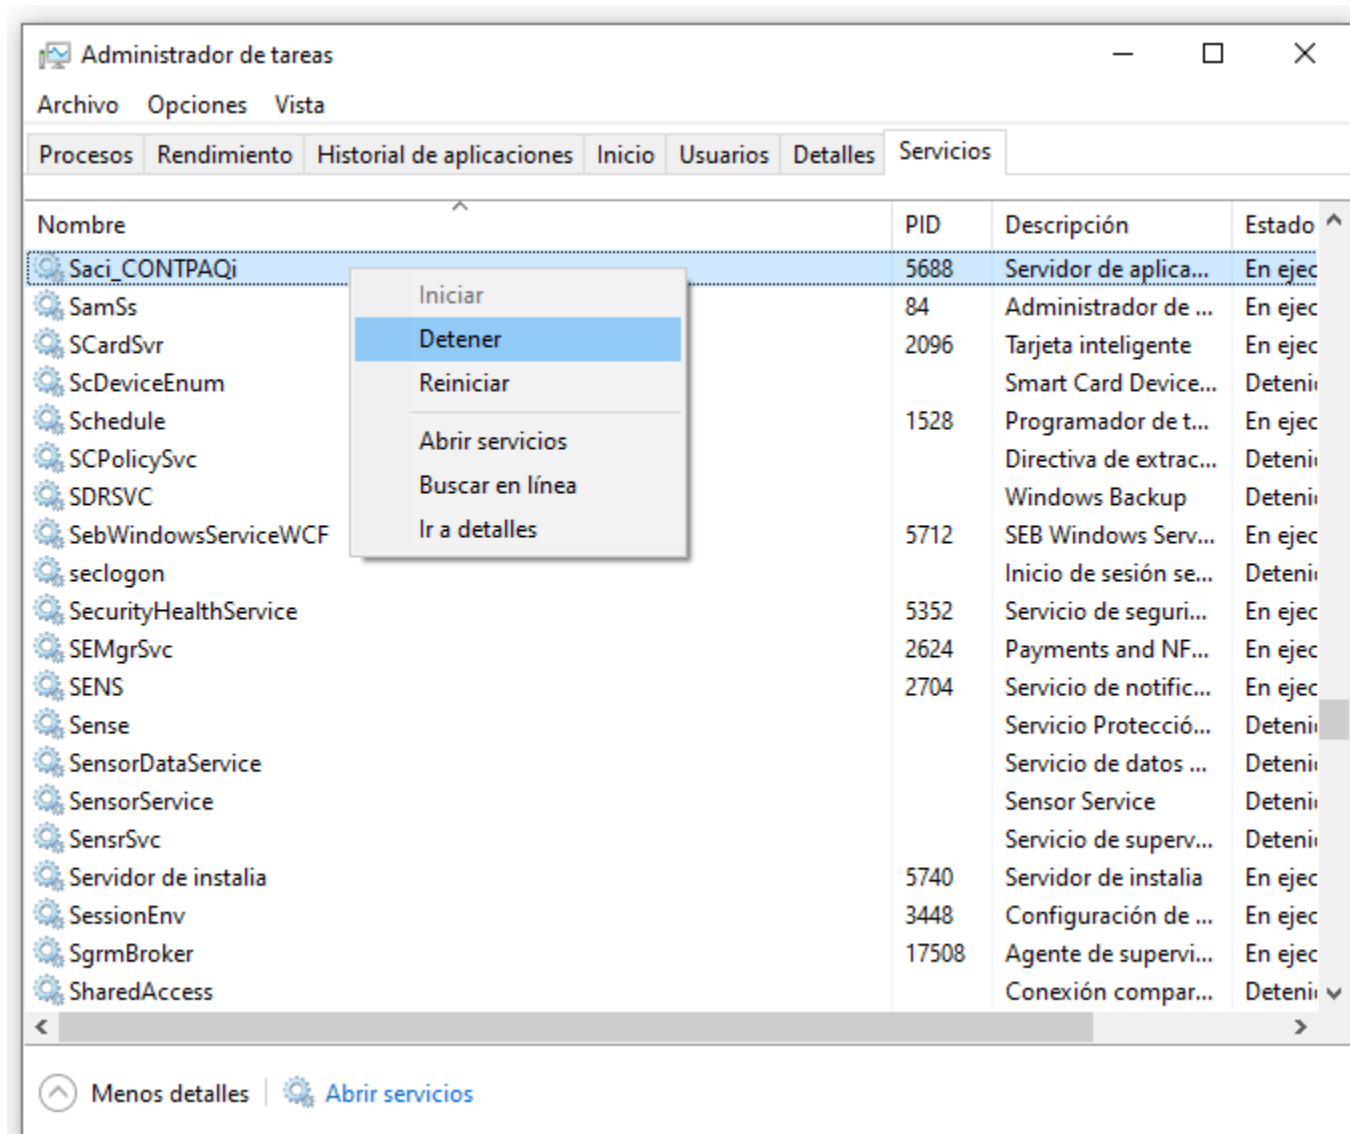 Administrador de tareas
Archivo Opciones Vista
Procesos Rendimiento Historial de aplicaciones Inicio Usuarios Detalles Servicios
Nombre PID Descripción Estado
Saci_CONTPAQi 5688 Servidor de aplica... En ejec
SamSs 84 Administrador de ... En ejec
SCardSvr 2096 Tarjeta inteligente En ejec
ScDeviceEnum Smart Card Device... Deteni
Schedule 1528 Programador de t... En ejec
SCPolicySvc Directiva de extrac... Deteni
SDRSVC Windows Backup Deteni
SebWindowsServiceWCF 5712 SEB Windows Serv... En ejec
seclogon Inicio de sesión se... Deteni
SecurityHealthService 5352 Servicio de seguri... En ejec
SEMgrSvc 2624 Payments and NF... En ejec
SENS 2704 Servicio de notific... En ejec
Sense Servicio Protecció... Deteni
SensorDataService Servicio de datos ... Deteni
SensorService Sensor Service Deteni
SensrSvc Servicio de superv... Deteni
Servidor de instalia 5740 Servidor de instalia En ejec
SessionEnv 3448 Configuración de ... En ejec
SgrmBroker 17508 Agente de supervi... En ejec
SharedAccess Conexión compar... Deteni
Iniciar
Detener
Reiniciar
Abrir servicios
Buscar en línea
Ir a detalles
Menos detalles Abrir servicios